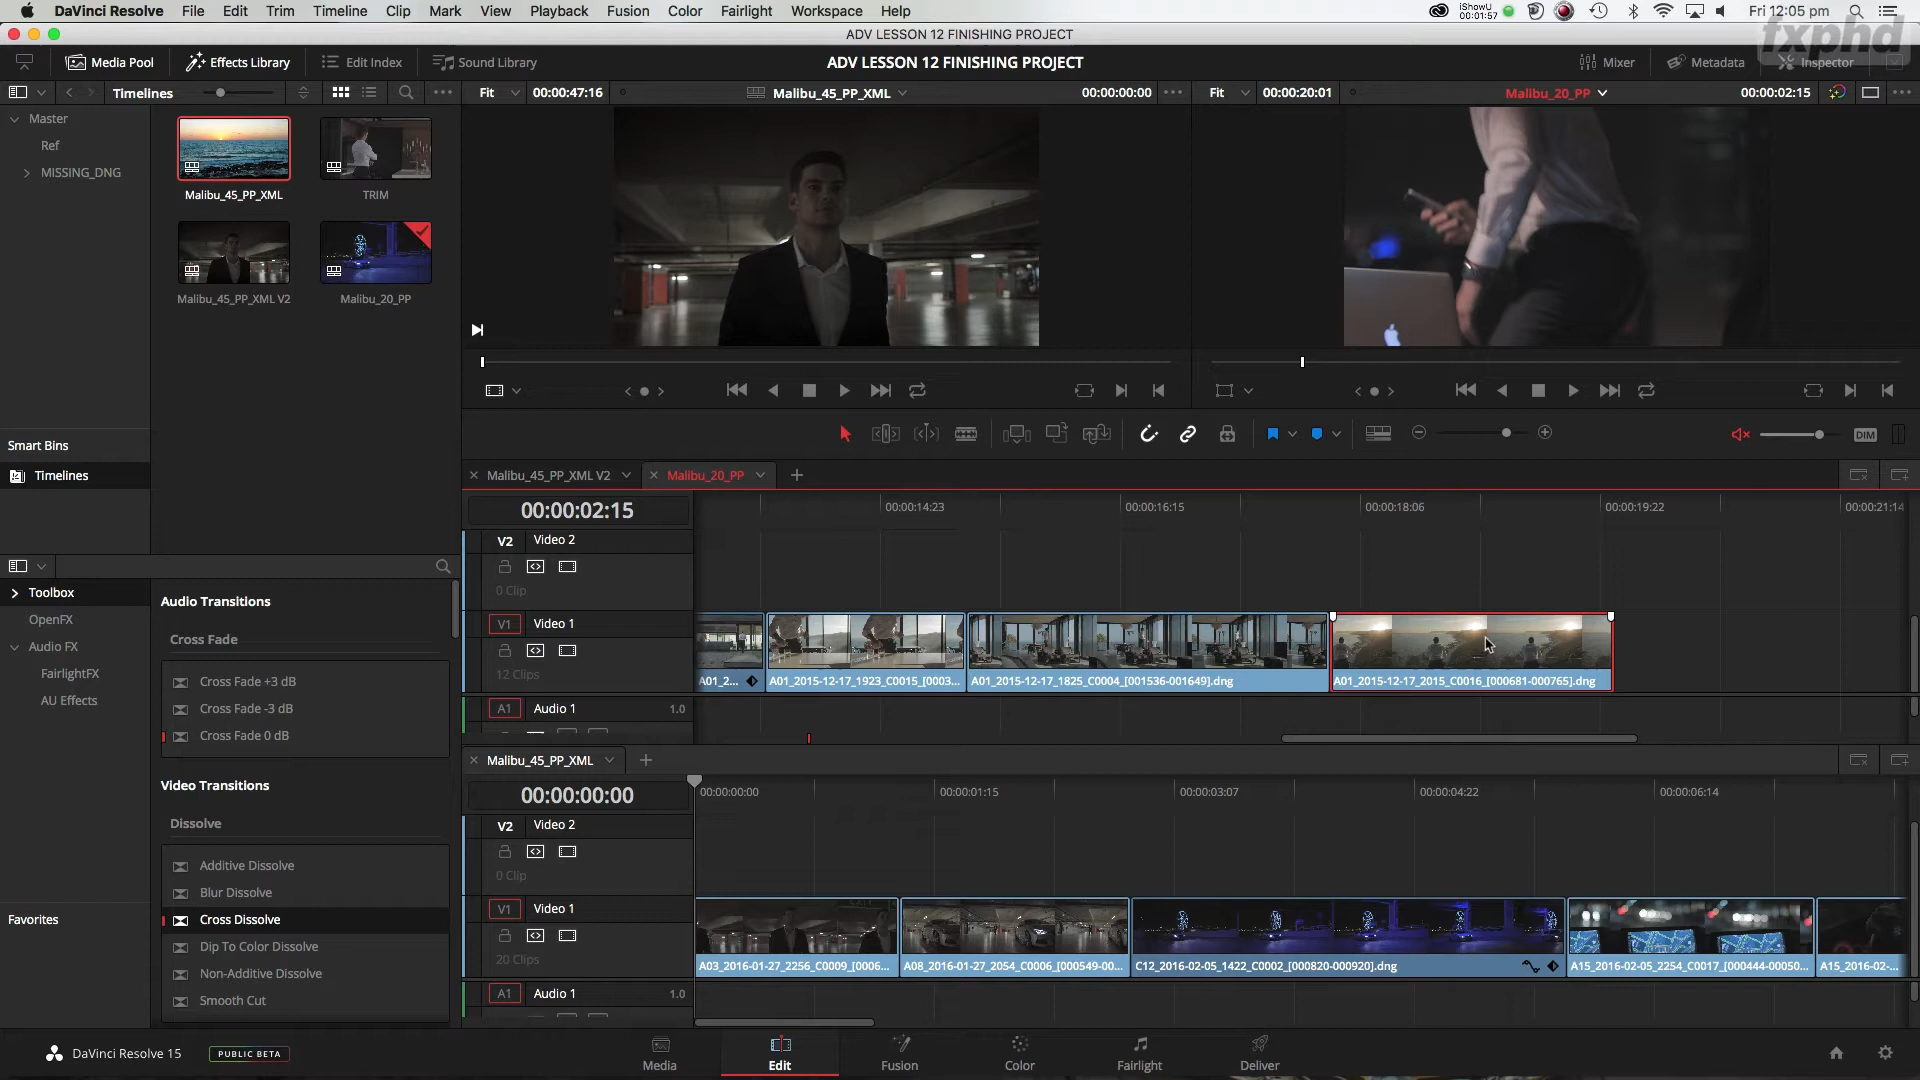 DaVinci Resolve File Edit Trim Timeline Clip Mark View Playback Fusion Color Fairlight Workspace Help
iShowU 00:01:57 Fri 12:05 pm
ADV LESSON 12 FINISHING PROJECT
fxphd
Media Pool Effects Library Edit Index Sound Library ADV LESSON 12 FINISHING PROJECT Mixer Metadata Inspector
Timelines Fit 00:00:47:16 Malibu_45_PP_XML 00:00:00:00 Fit 00:00:20:01 Malibu_20_PP 00:00:02:15
Master
Ref
MISSING_DNG
Malibu_45_PP_XML TRIM
Malibu_45_PP_XML V2 Malibu_20_PP
Smart Bins
Timelines
DIM
Malibu_45_PP_XML V2 Malibu_20_PP
00:00:02:15 00:00:14:23 00:00:16:15 00:00:18:06 00:00:19:22 00:00:21:14
V2 Video 2
0 Clip
V1 Video 1
12 Clips
A01_2... A01_2015-12-17_1923_C0015_[0003... A01_2015-12-17_1825_C0004_[001536-001649].dng A01_2015-12-17_2015_C0016_[000681-000765].dng
A1 Audio 1 1.0
Toolbox
OpenFX
Audio FX
FairlightFX
AU Effects
Favorites
Audio Transitions
Cross Fade
Cross Fade +3 dB
Cross Fade -3 dB
Cross Fade 0 dB
Video Transitions
Dissolve
Additive Dissolve
Blur Dissolve
Cross Dissolve
Dip To Color Dissolve
Non-Additive Dissolve
Smooth Cut
Malibu_45_PP_XML
00:00:00:00 00:00:00:00 00:00:01:15 00:00:03:07 00:00:04:22 00:00:06:14
V2 Video 2
0 Clip
V1 Video 1
20 Clips
A03_2016-01-27_2256_C0009_[0006... A08_2016-01-27_2054_C0006_[000549-00... C12_2016-02-05_1422_C0002_[000820-000920].dng A15_2016-02-05_2254_C0017_[000444-00050... A15_2016-02-...
A1 Audio 1 1.0
DaVinci Resolve 15 PUBLIC BETA
Media Edit Fusion Color Fairlight Deliver